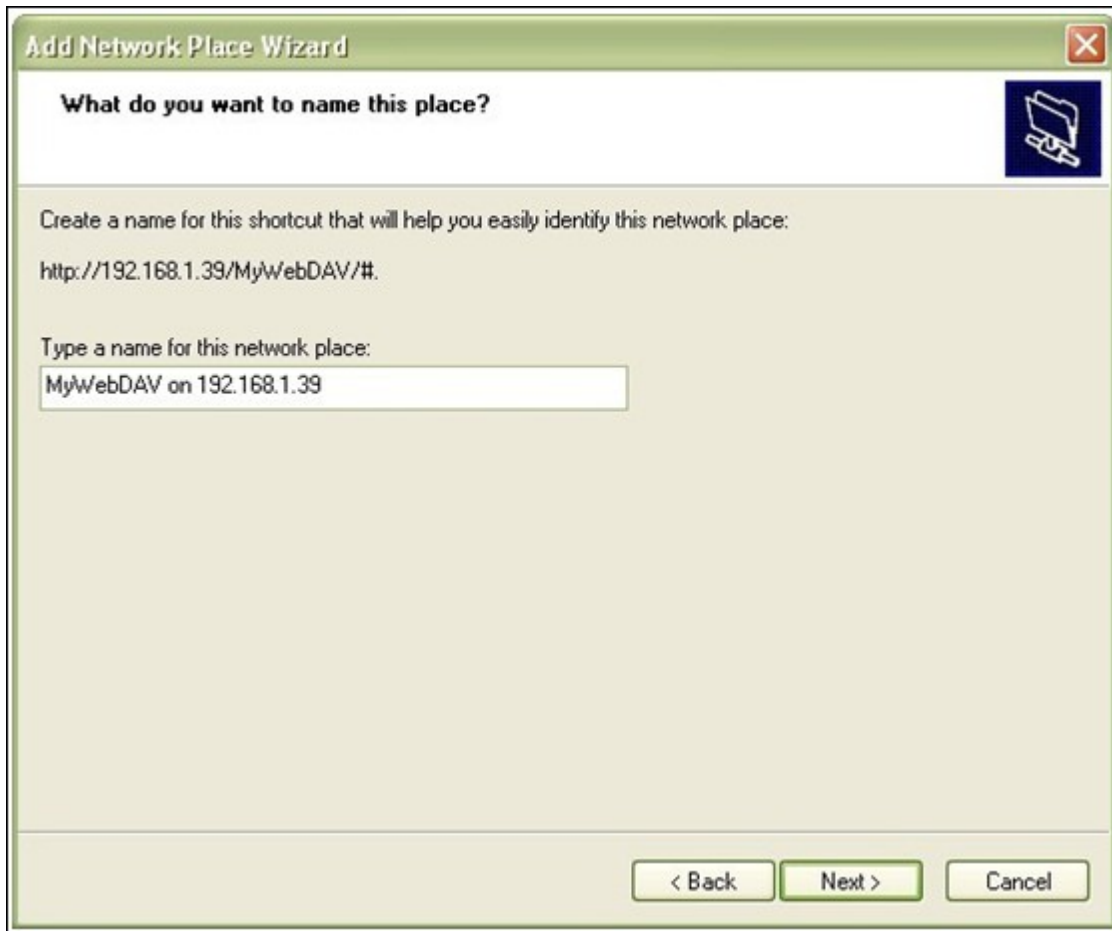 Add Network Place Wizard
What do you want to name this place?
Create a name for this shortcut that will help you easily identify this network place:
http://192.168.1.39/MyWebDAV/#.
Type a name for this network place:
MyWebDAV on 192.168.1.39
< Back Next > Cancel